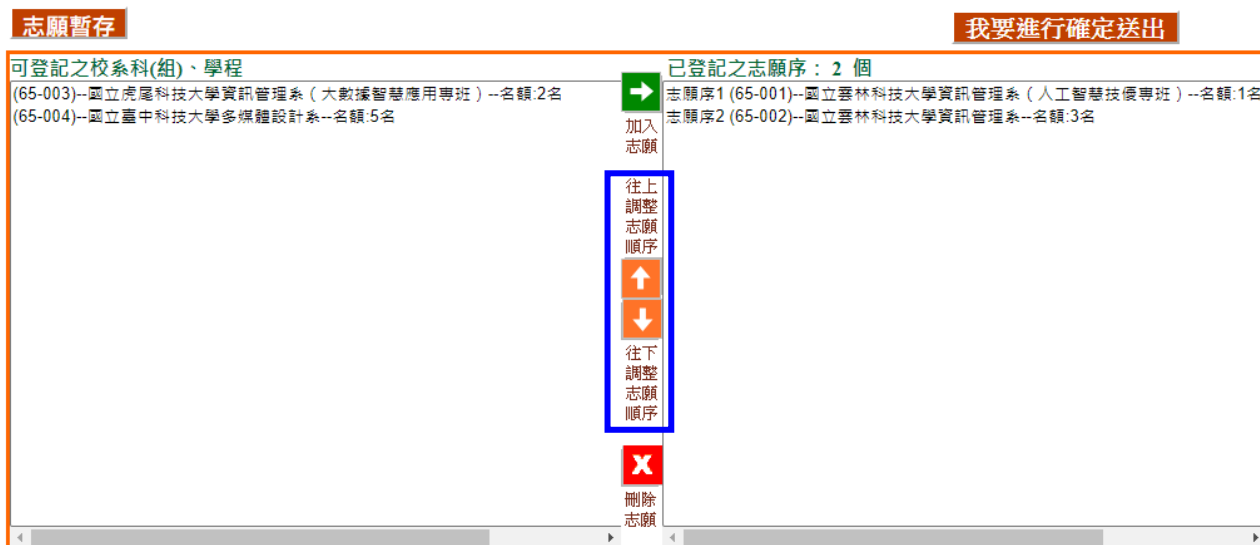 志願暫存
我要進行確定送出
可登記之校系科(組)、學程
(65-003)--國立虎尾科技大學資訊管理系（大數據智慧應用專班）--名額:2名
(65-004)--國立臺中科技大學多媒體設計系--名額:5名
加入
志願
往上
調整
志願
順序
往下
調整
志願
順序
X
刪除
志願
已登記之志願序： 2 個
志願序1 (65-001)--國立雲林科技大學資訊管理系（人工智慧技優專班）--名額:1名
志願序2 (65-002)--國立雲林科技大學資訊管理系--名額:3名